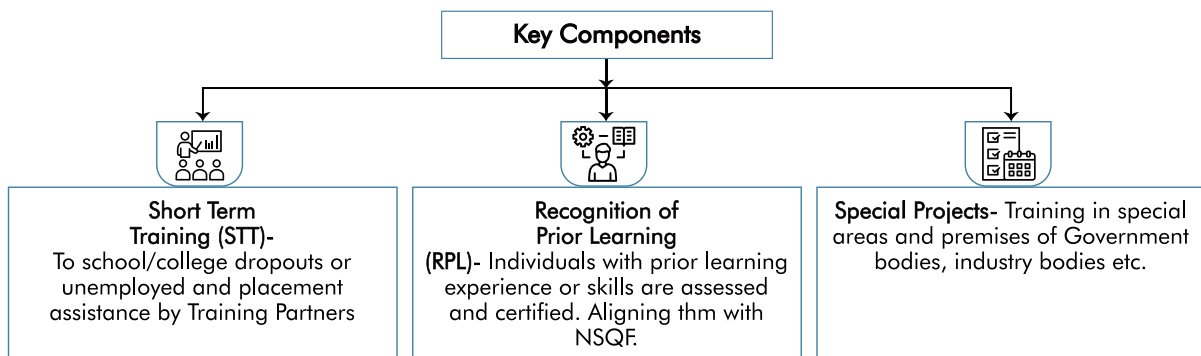 Key Components
Short Term
Training (STT)-
To school/college dropouts or
unemployed and placement
assistance by Training Partners
Recognition of
Prior Learning
(RPL)- Individuals with prior learning
experience or skills are assessed
and certified. Aligning thm with
NSQF.
Special Projects- Training in special
areas and premises of Government
bodies, industry bodies etc.